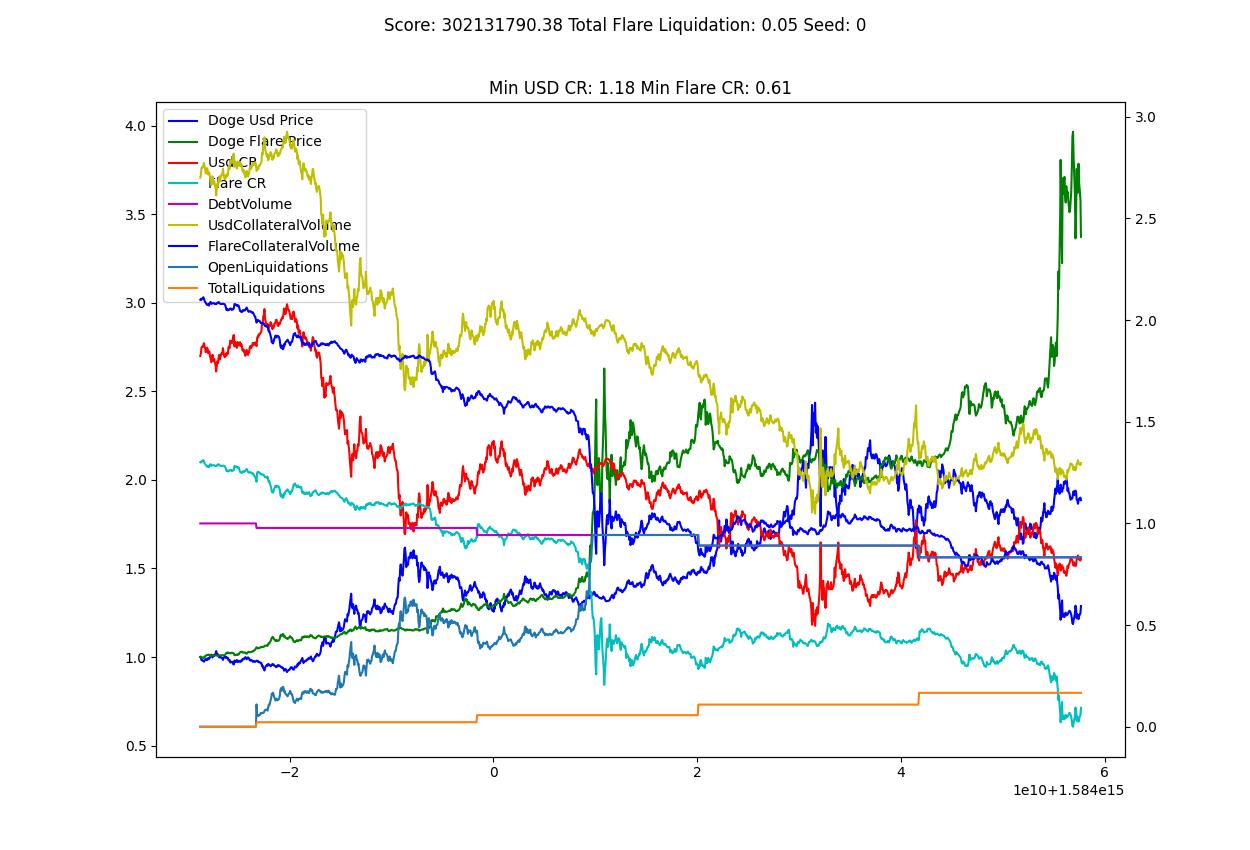 Score: 302131790.38 Total Flare Liquidation: 0.05 Seed: 0
Min USD CR: 1.18 Min Flare CR: 0.61
Doge Usd Price
Doge Flare Price
Usd CR
Flare CR
DebtVolume
UsdCollateralVolume
FlareCollateralVolume
OpenLiquidations
TotalLiquidations
4.0
3.5
3.0
2.5
2.0
1.5
1.0
0.5
3.0
2.5
2.0
1.5
1.0
0.5
0.0
−2
0
2
4
6
1e10+1.584e15